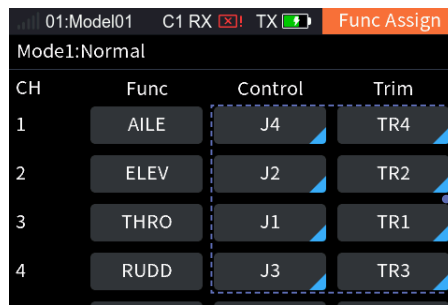 01:Model01 C1 RX ! TX Func Assign
Mode1:Normal
CH Func Control Trim
1 AILE J4 TR4
2 ELEV J2 TR2
3 THRO J1 TR1
4 RUDD J3 TR3